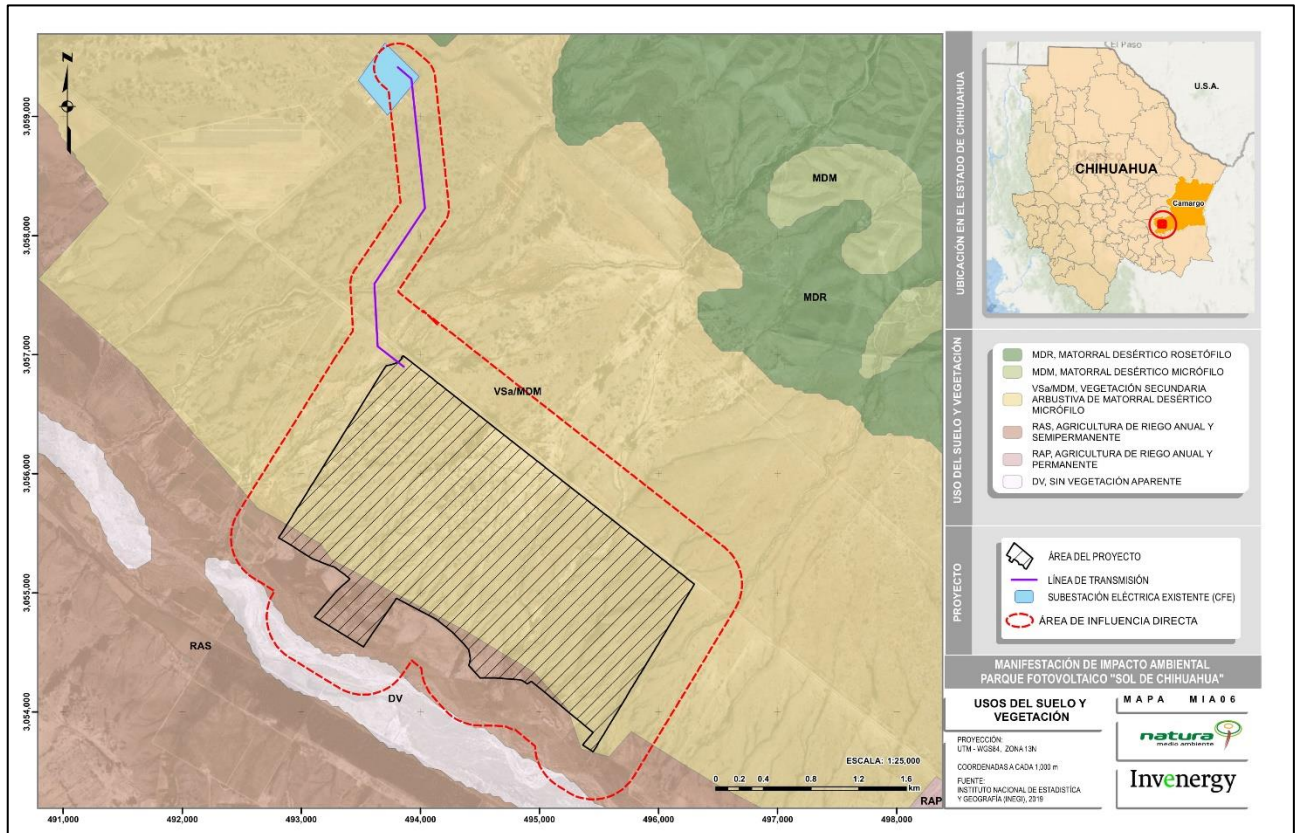 N
3,059,000
3,058,000
3,057,000
3,056,000
3,055,000
3,054,000
491,000
492,000
493,000
494,000
495,000
496,000
497,000
498,000
MDM
MDR
VSa/MDM
RAS
DV
RAP
ESCALA: 1:25,000
0 0.2 0.4 0.8 1.2 1.6
km
UBICACIÓN EN EL ESTADO DE CHIHUAHUA
El Paso
U.S.A.
CHIHUAHUA
Camargo
USO DEL SUELO Y VEGETACIÓN
MDR, MATORRAL DESÉRTICO ROSETÓFILO
MDM, MATORRAL DESÉRTICO MICRÓFILO
VSa/MDM, VEGETACIÓN SECUNDARIA
ARBUSTIVA DE MATORRAL DESÉRTICO
MICRÓFILO
RAS, AGRICULTURA DE RIEGO ANUAL Y
SEMIPERMANENTE
RAP, AGRICULTURA DE RIEGO ANUAL Y
PERMANENTE
DV, SIN VEGETACIÓN APARENTE
PROYECTO
ÁREA DEL PROYECTO
LÍNEA DE TRANSMISIÓN
SUBESTACIÓN ELÉCTRICA EXISTENTE (CFE)
ÁREA DE INFLUENCIA DIRECTA
MANIFESTACIÓN DE IMPACTO AMBIENTAL
PARQUE FOTOVOLTAICO "SOL DE CHIHUAHUA"
USOS DEL SUELO Y
VEGETACIÓN
MAPA MIA06
PROYECCIÓN:
UTM - WGS84, ZONA 13N
COORDENADAS A CADA 1,000 m
FUENTE:
INSTITUTO NACIONAL DE ESTADISTÍCA
Y GEOGRAFÍA (INEGI), 2019
natura
medio ambiente
Invenergy